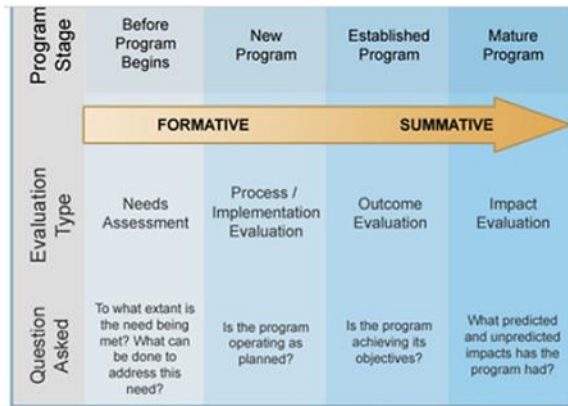 Program Stage
Before Program Begins
New Program
Established Program
Mature Program
FORMATIVE
SUMMATIVE
Evaluation Type
Needs Assessment
Process / Implementation Evaluation
Outcome Evaluation
Impact Evaluation
Question Asked
To what extant is
the need being
met? What can
be done to
address this
need?
Is the program
operating as
planned?
Is the program
achieving its
objectives?
What predicted
and unpredicted
impacts has the
program had?